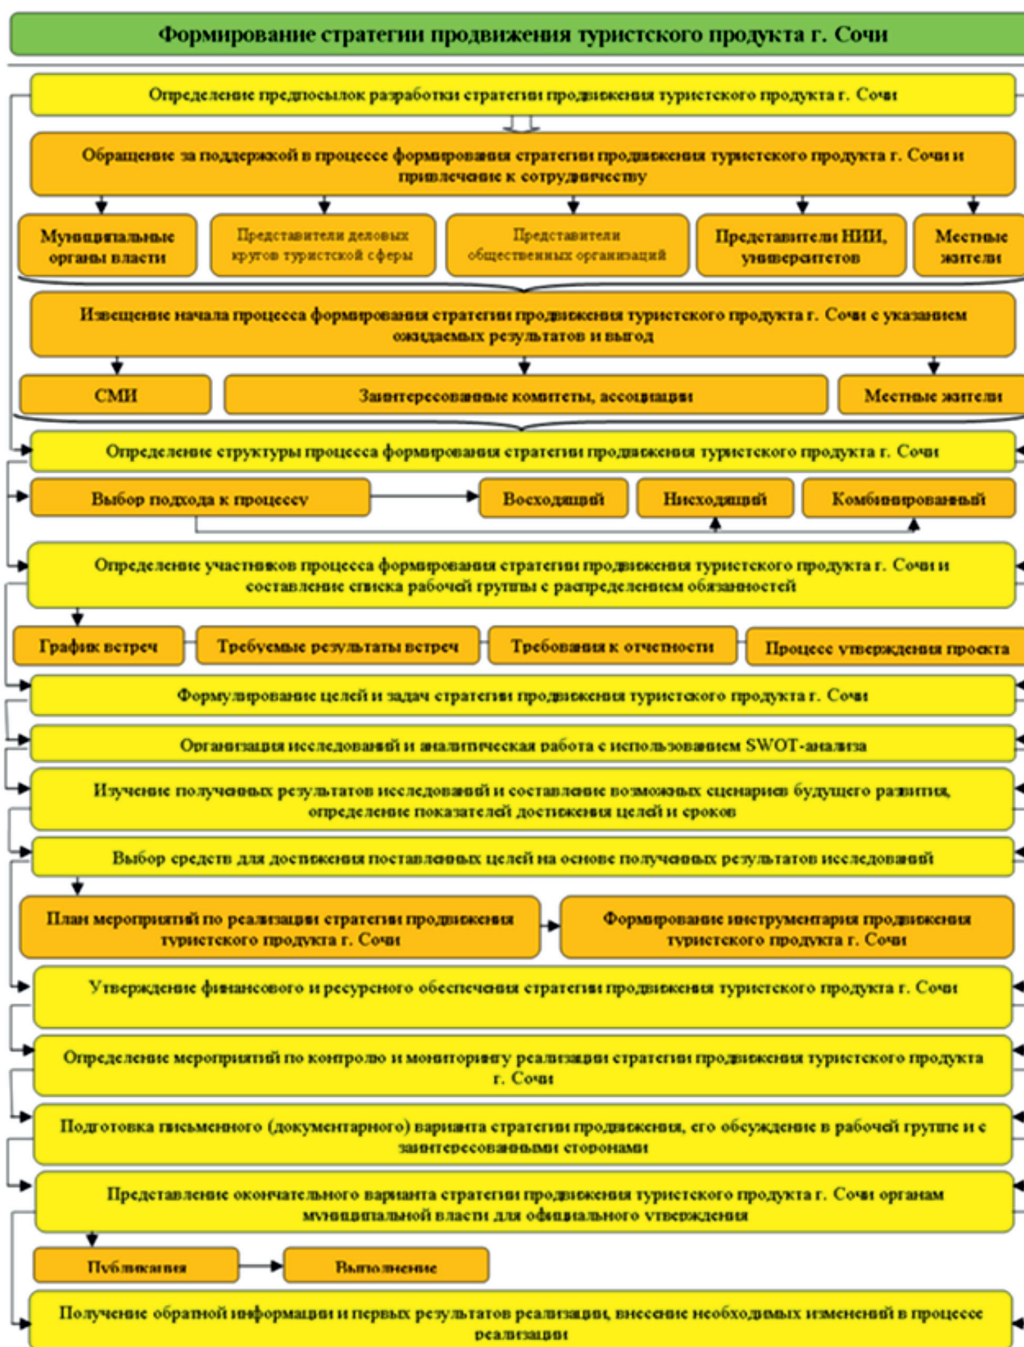 Формирование стратегии продвижения туристского продукта г. Сочи
Определение предпосылок разработки стратегии продвижения туристского продукта г. Сочи
Обращение за поддержкой в процессе формирования стратегии продвижения туристского продукта г. Сочи и
привлечение к сотрудничеству
Муниципальные
органы власти
Представители деловых
кругов туристской сферы
Представители
общественных организаций
Представители НИИ,
университетов
Местные
жители
Извещение начала процесса формирования стратегии продвижения туристского продукта г. Сочи с указанием
ожидаемых результатов и выгод
СМИ
Заинтересованные комитеты, ассоциации
Местные жители
Определение структуры процесса формирования стратегии продвижения туристского продукта г. Сочи
Выбор подхода к процессу
Восходящий
Нисходящий
Комбинированный
Определение участников процесса формирования стратегии продвижения туристского продукта г. Сочи и
составление списка рабочей группы с распределением обязанностей
График встреч
Требуемые результаты встреч
Требования к отчетности
Процесс утверждения проекта
Формулирование целей и задач стратегии продвижения туристского продукта г. Сочи
Организация исследований и аналитическая работа с использованием SWOT-анализа
Изучение полученных результатов исследований и составление возможных сценариев будущего развития,
определение показателей достижения целей и сроков
Выбор средств для достижения поставленных целей на основе полученных результатов исследований
План мероприятий по реализации стратегии продвижения
туристского продукта г. Сочи
Формирование инструментария продвижения
туристского продукта г. Сочи
Утверждение финансового и ресурсного обеспечения стратегии продвижения туристского продукта г. Сочи
Определение мероприятий по контролю и мониторингу реализации стратегии продвижения туристского продукта
г. Сочи
Подготовка письменного (документарного) варианта стратегии продвижения, его обсуждение в рабочей группе и с
заинтересованными сторонами
Представление окончательного варианта стратегии продвижения туристского продукта г. Сочи органам
муниципальной власти для официального утверждения
Публикация
Выполнение
Получение обратной информации и первых результатов реализации, внесение необходимых изменений в процессе
реализации